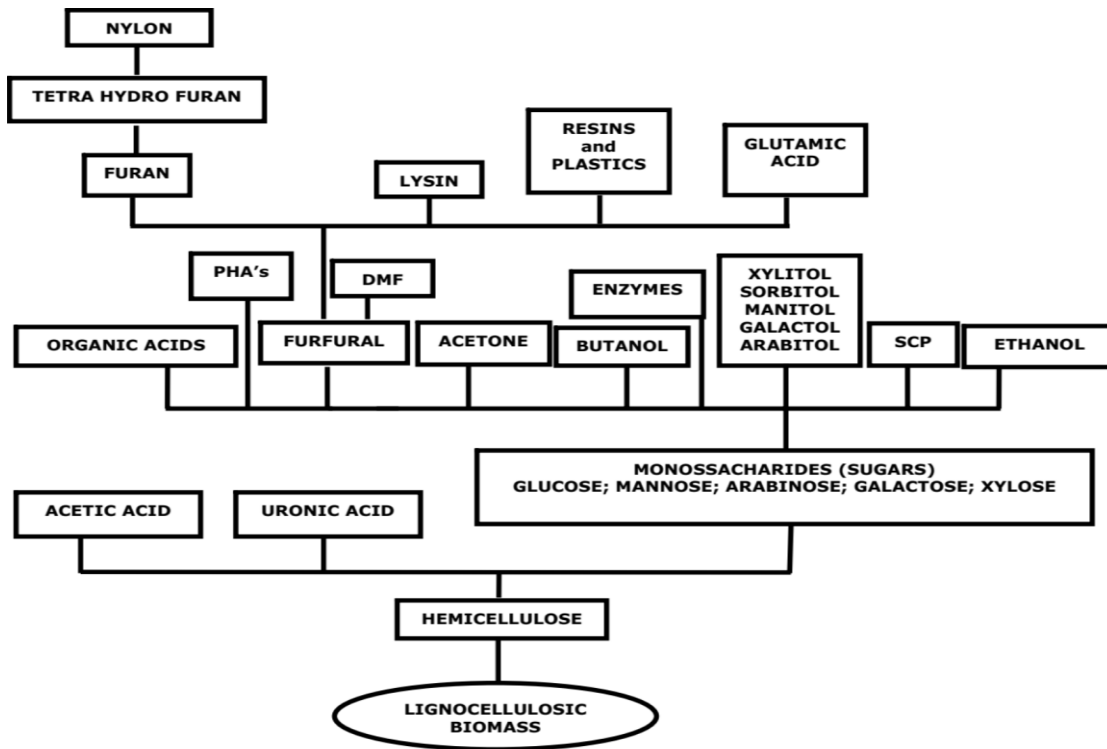 NYLON
TETRA HYDRO FURAN
FURAN
LYSIN
RESINS
and
PLASTICS
GLUTAMIC
ACID
PHA's
DMF
ENZYMES
XYLITOL
SORBITOL
MANITOL
GALACTOL
ARABITOL
ORGANIC ACIDS
FURFURAL
ACETONE
BUTANOL
SCP
ETHANOL
MONOSSACHARIDES (SUGARS)
GLUCOSE; MANNOSE; ARABINOSE; GALACTOSE; XYLOSE
ACETIC ACID
URONIC ACID
HEMICELLULOSE
LIGNOCELLULOSIC
BIOMASS